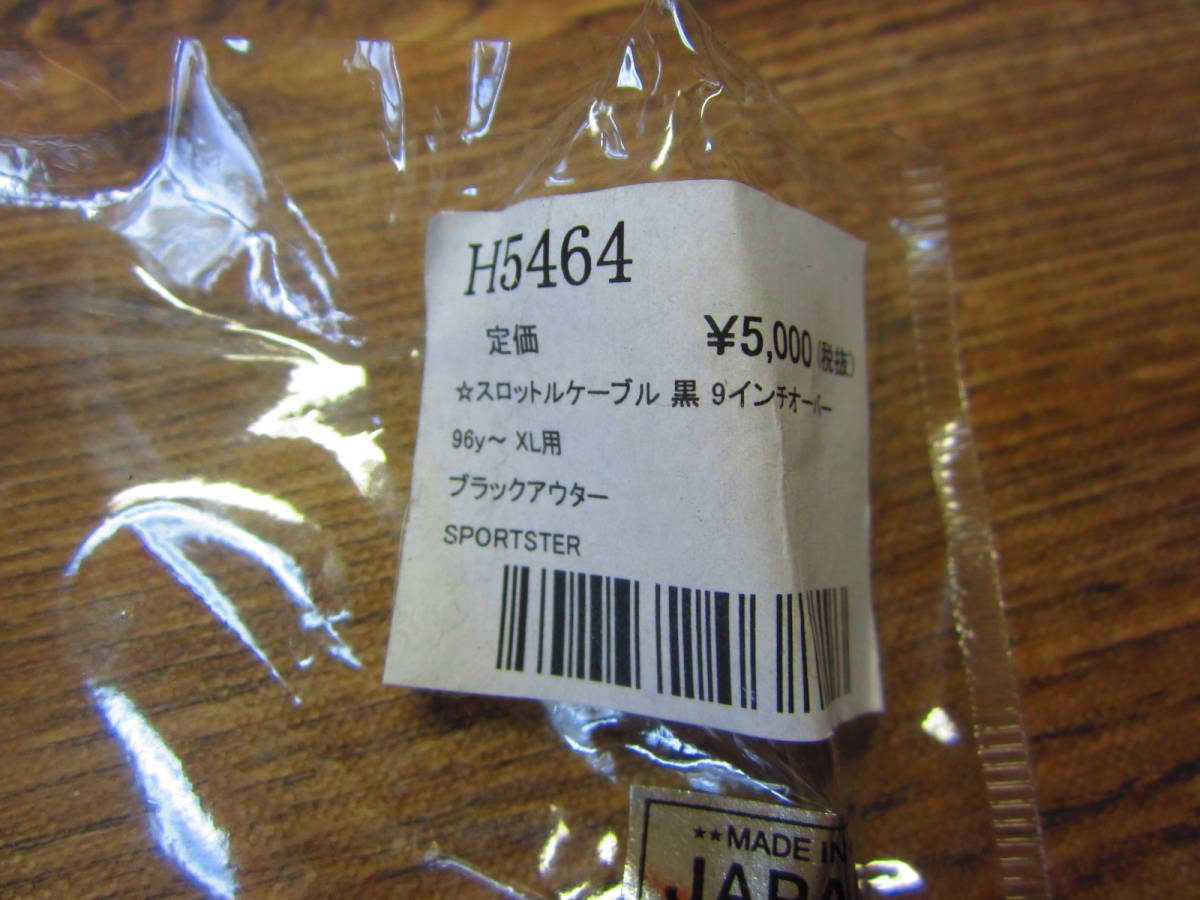 H5464
定価 ¥5,000(税抜)
☆スロットルケーブル 黒 9インチオーバー
96y～ XL用
ブラックアウター
SPORTSTER
★★MADE IN
JAPA